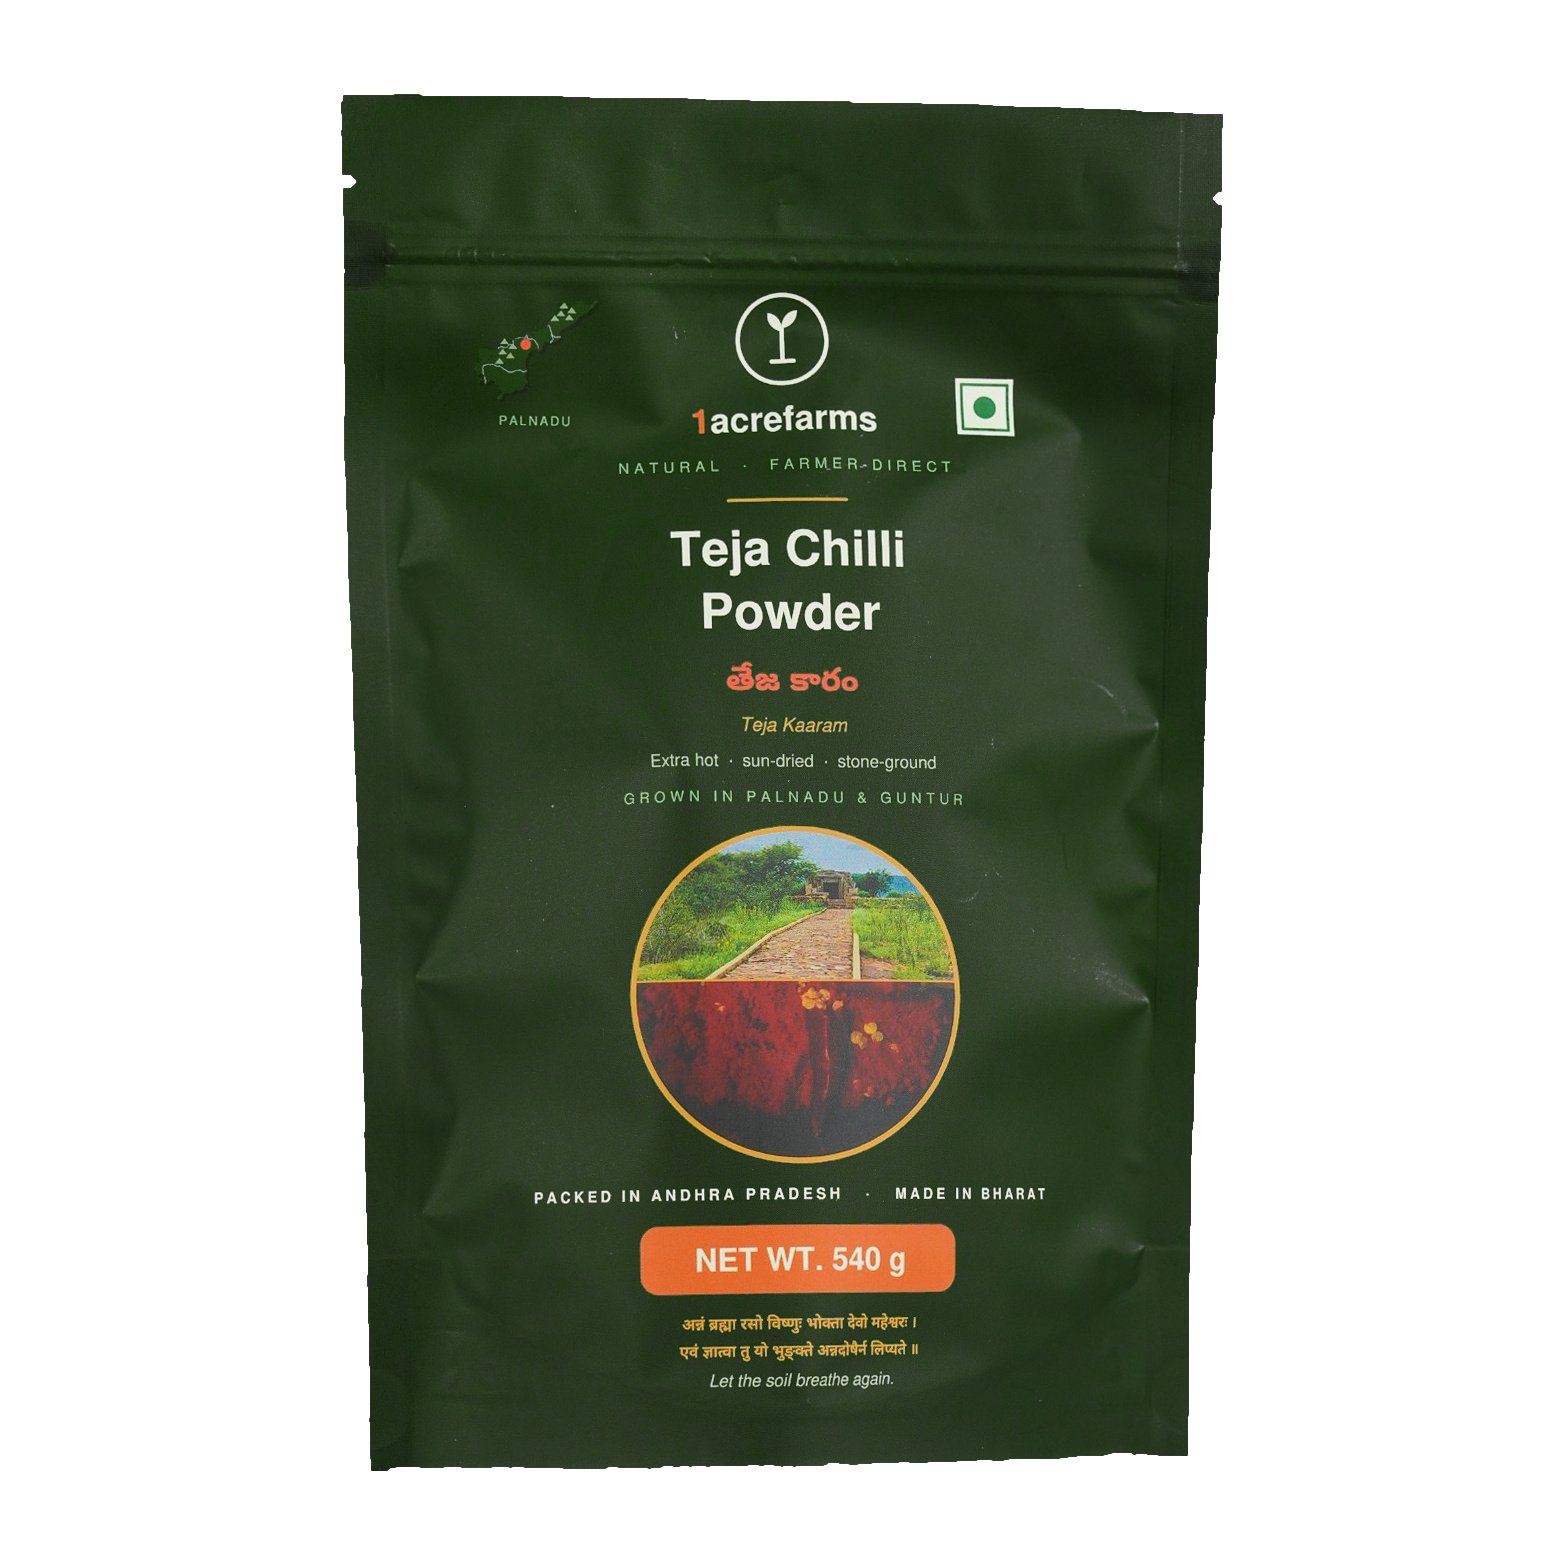 PALNADU
1acrefarms
NATURAL · FARMER-DIRECT
Teja Chilli
Powder
తేజ కారం
Teja Kaaram
Extra hot · sun-dried · stone-ground
GROWN IN PALNADU & GUNTUR
PACKED IN ANDHRA PRADESH · MADE IN BHARAT
NET WT. 540 g
अन्नं ब्रह्मा रसो विष्णुः भोक्ता देवो महेश्वरः ।
एवं ज्ञात्वा तु यो भुङ्क्ते अन्नदोषैर्न लिप्यते ॥
Let the soil breathe again.